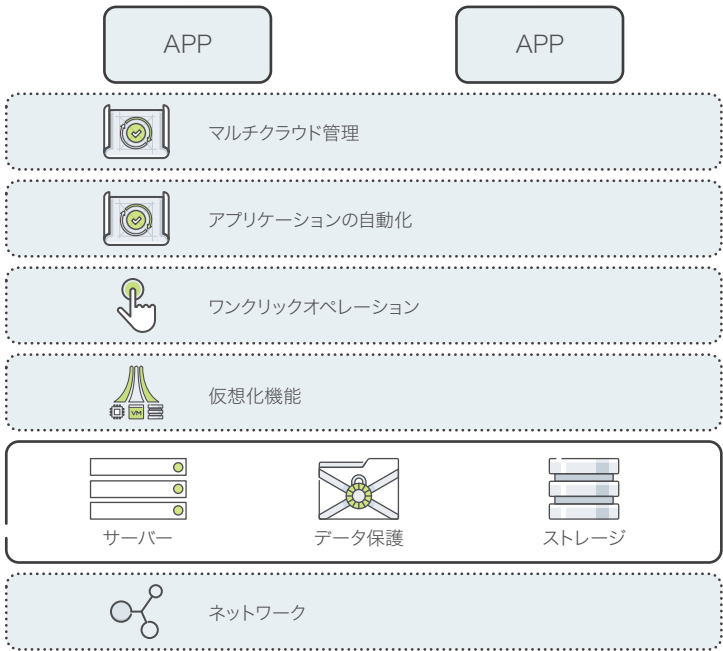 APP
APP
マルチクラウド管理
アプリケーションの自動化
ワンクリックオペレーション
VM
仮想化機能
サーバー
データ保護
ストレージ
ネットワーク